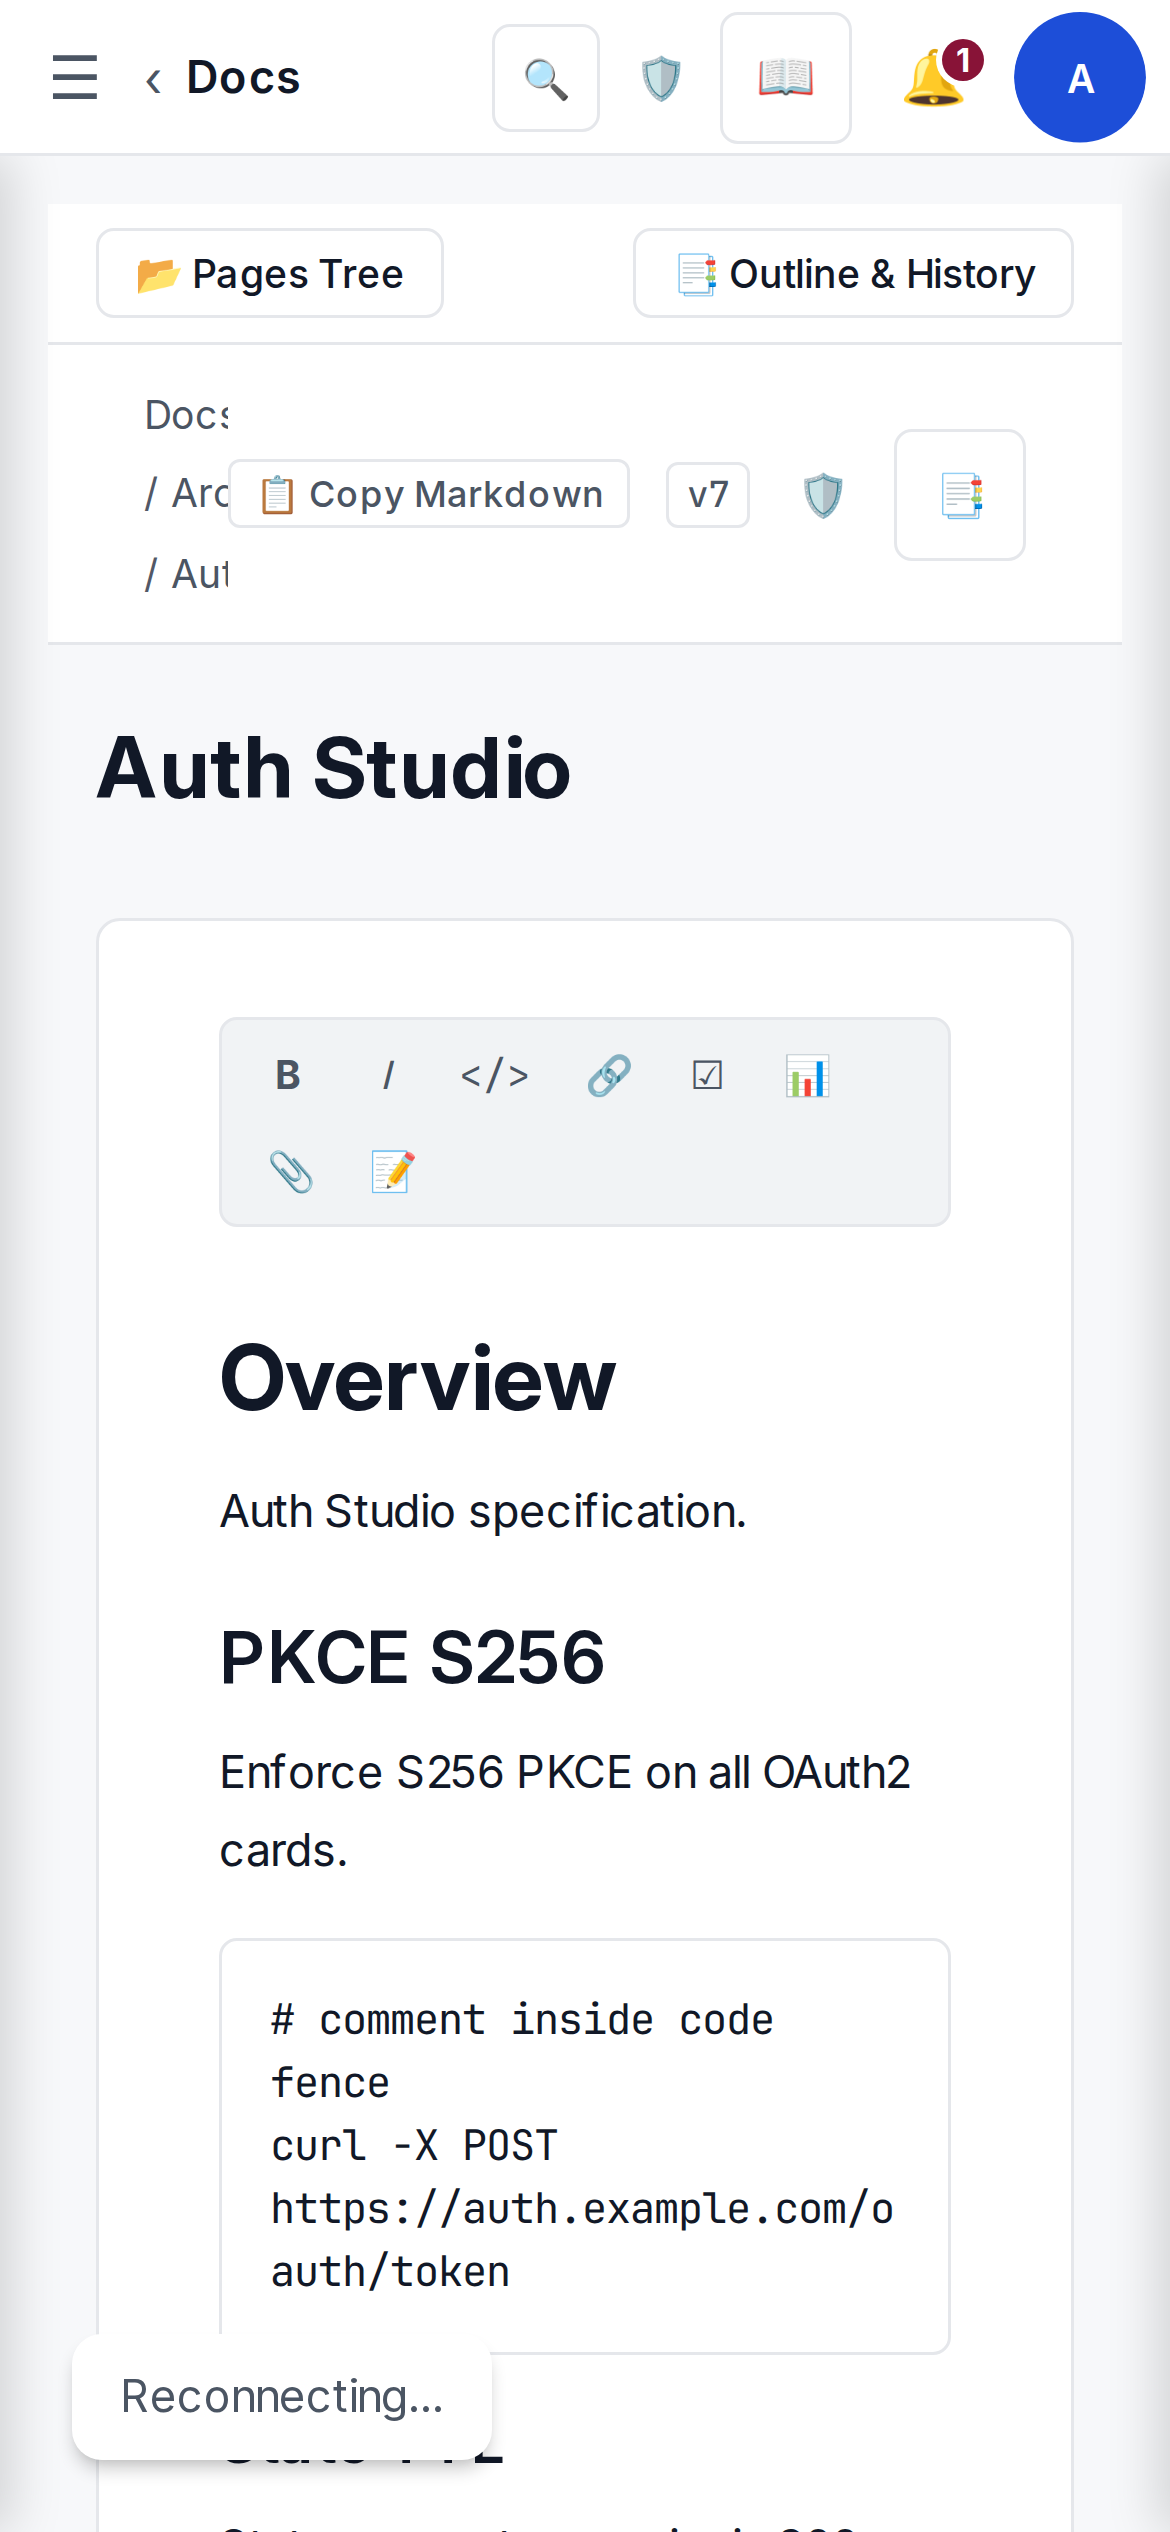 Docs
A
1
Pages Tree
Outline & History
Docs
/ Arc
/ Aut
Copy Markdown
v7
Auth Studio
B I </>
Overview
Auth Studio specification.
PKCE S256
Enforce S256 PKCE on all OAuth2
cards.
# comment inside code
fence
curl -X POST
https://auth.example.com/o
auth/token
Reconnecting...